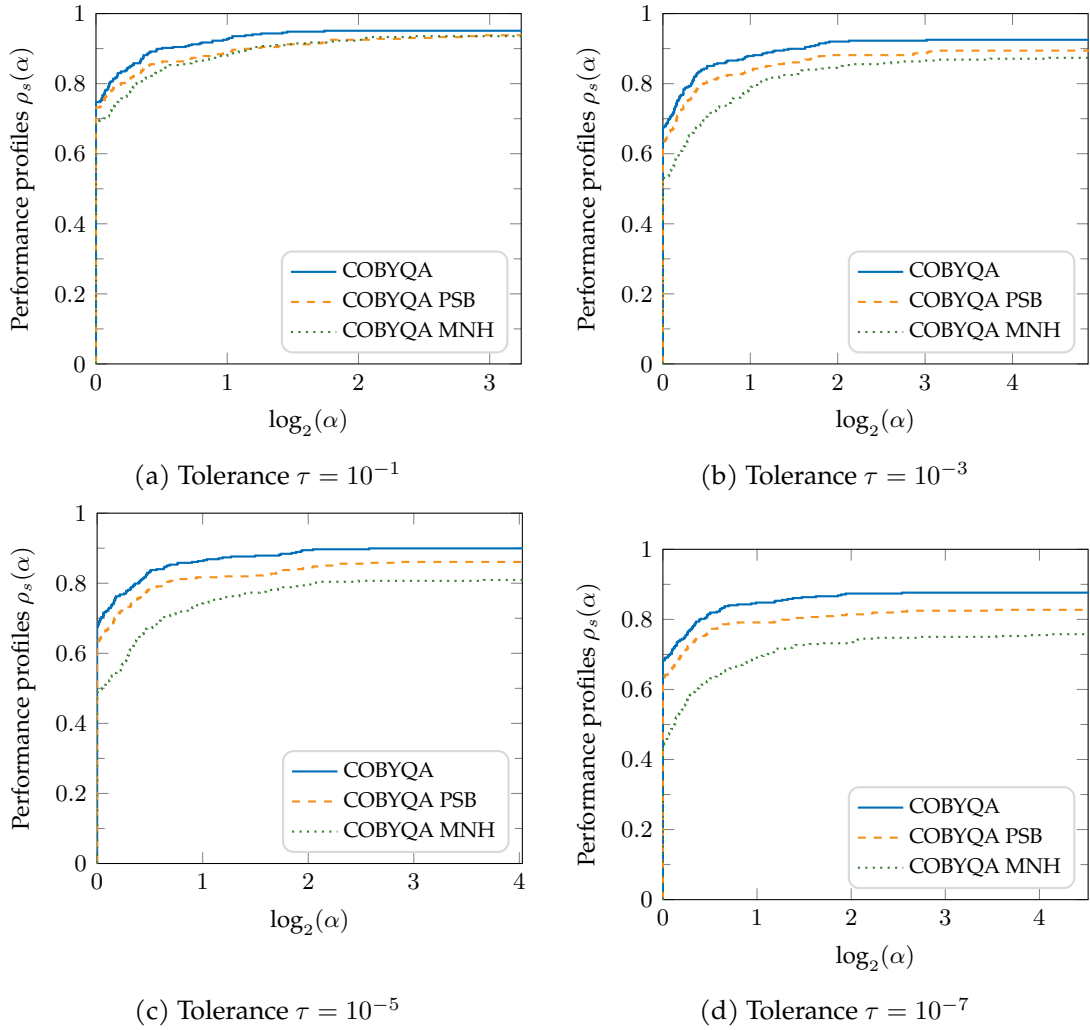 Performance profiles ρₛ(α)
1
0.8
0.6
0.4
0.2
0
0 1 2 3
log₂(α)
COBYQA
COBYQA PSB
COBYQA MNH
(a) Tolerance τ = 10⁻¹
Performance profiles ρₛ(α)
1
0.8
0.6
0.4
0.2
0
0 1 2 3 4
log₂(α)
COBYQA
COBYQA PSB
COBYQA MNH
(b) Tolerance τ = 10⁻³
Performance profiles ρₛ(α)
1
0.8
0.6
0.4
0.2
0
0 1 2 3 4
log₂(α)
COBYQA
COBYQA PSB
COBYQA MNH
(c) Tolerance τ = 10⁻⁵
Performance profiles ρₛ(α)
1
0.8
0.6
0.4
0.2
0
0 1 2 3 4
log₂(α)
COBYQA
COBYQA PSB
COBYQA MNH
(d) Tolerance τ = 10⁻⁷